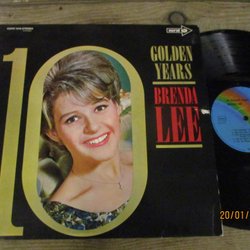 10
GOLDEN
YEARS
BRENDA
LEE
20/01/